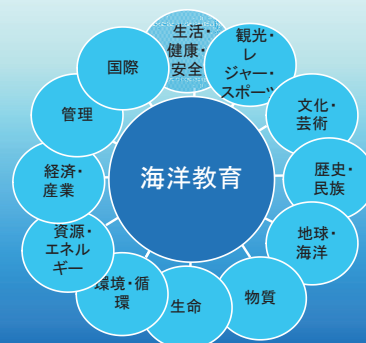 海洋教育
生活・
健康・
安全
観光・
レ
ジャー・
スポーツ
文化・
芸術
歴史・
民族
地球・
海洋
物質
生命
環境・循
環
資源・
エネル
ギー
経済・
産業
管理
国際